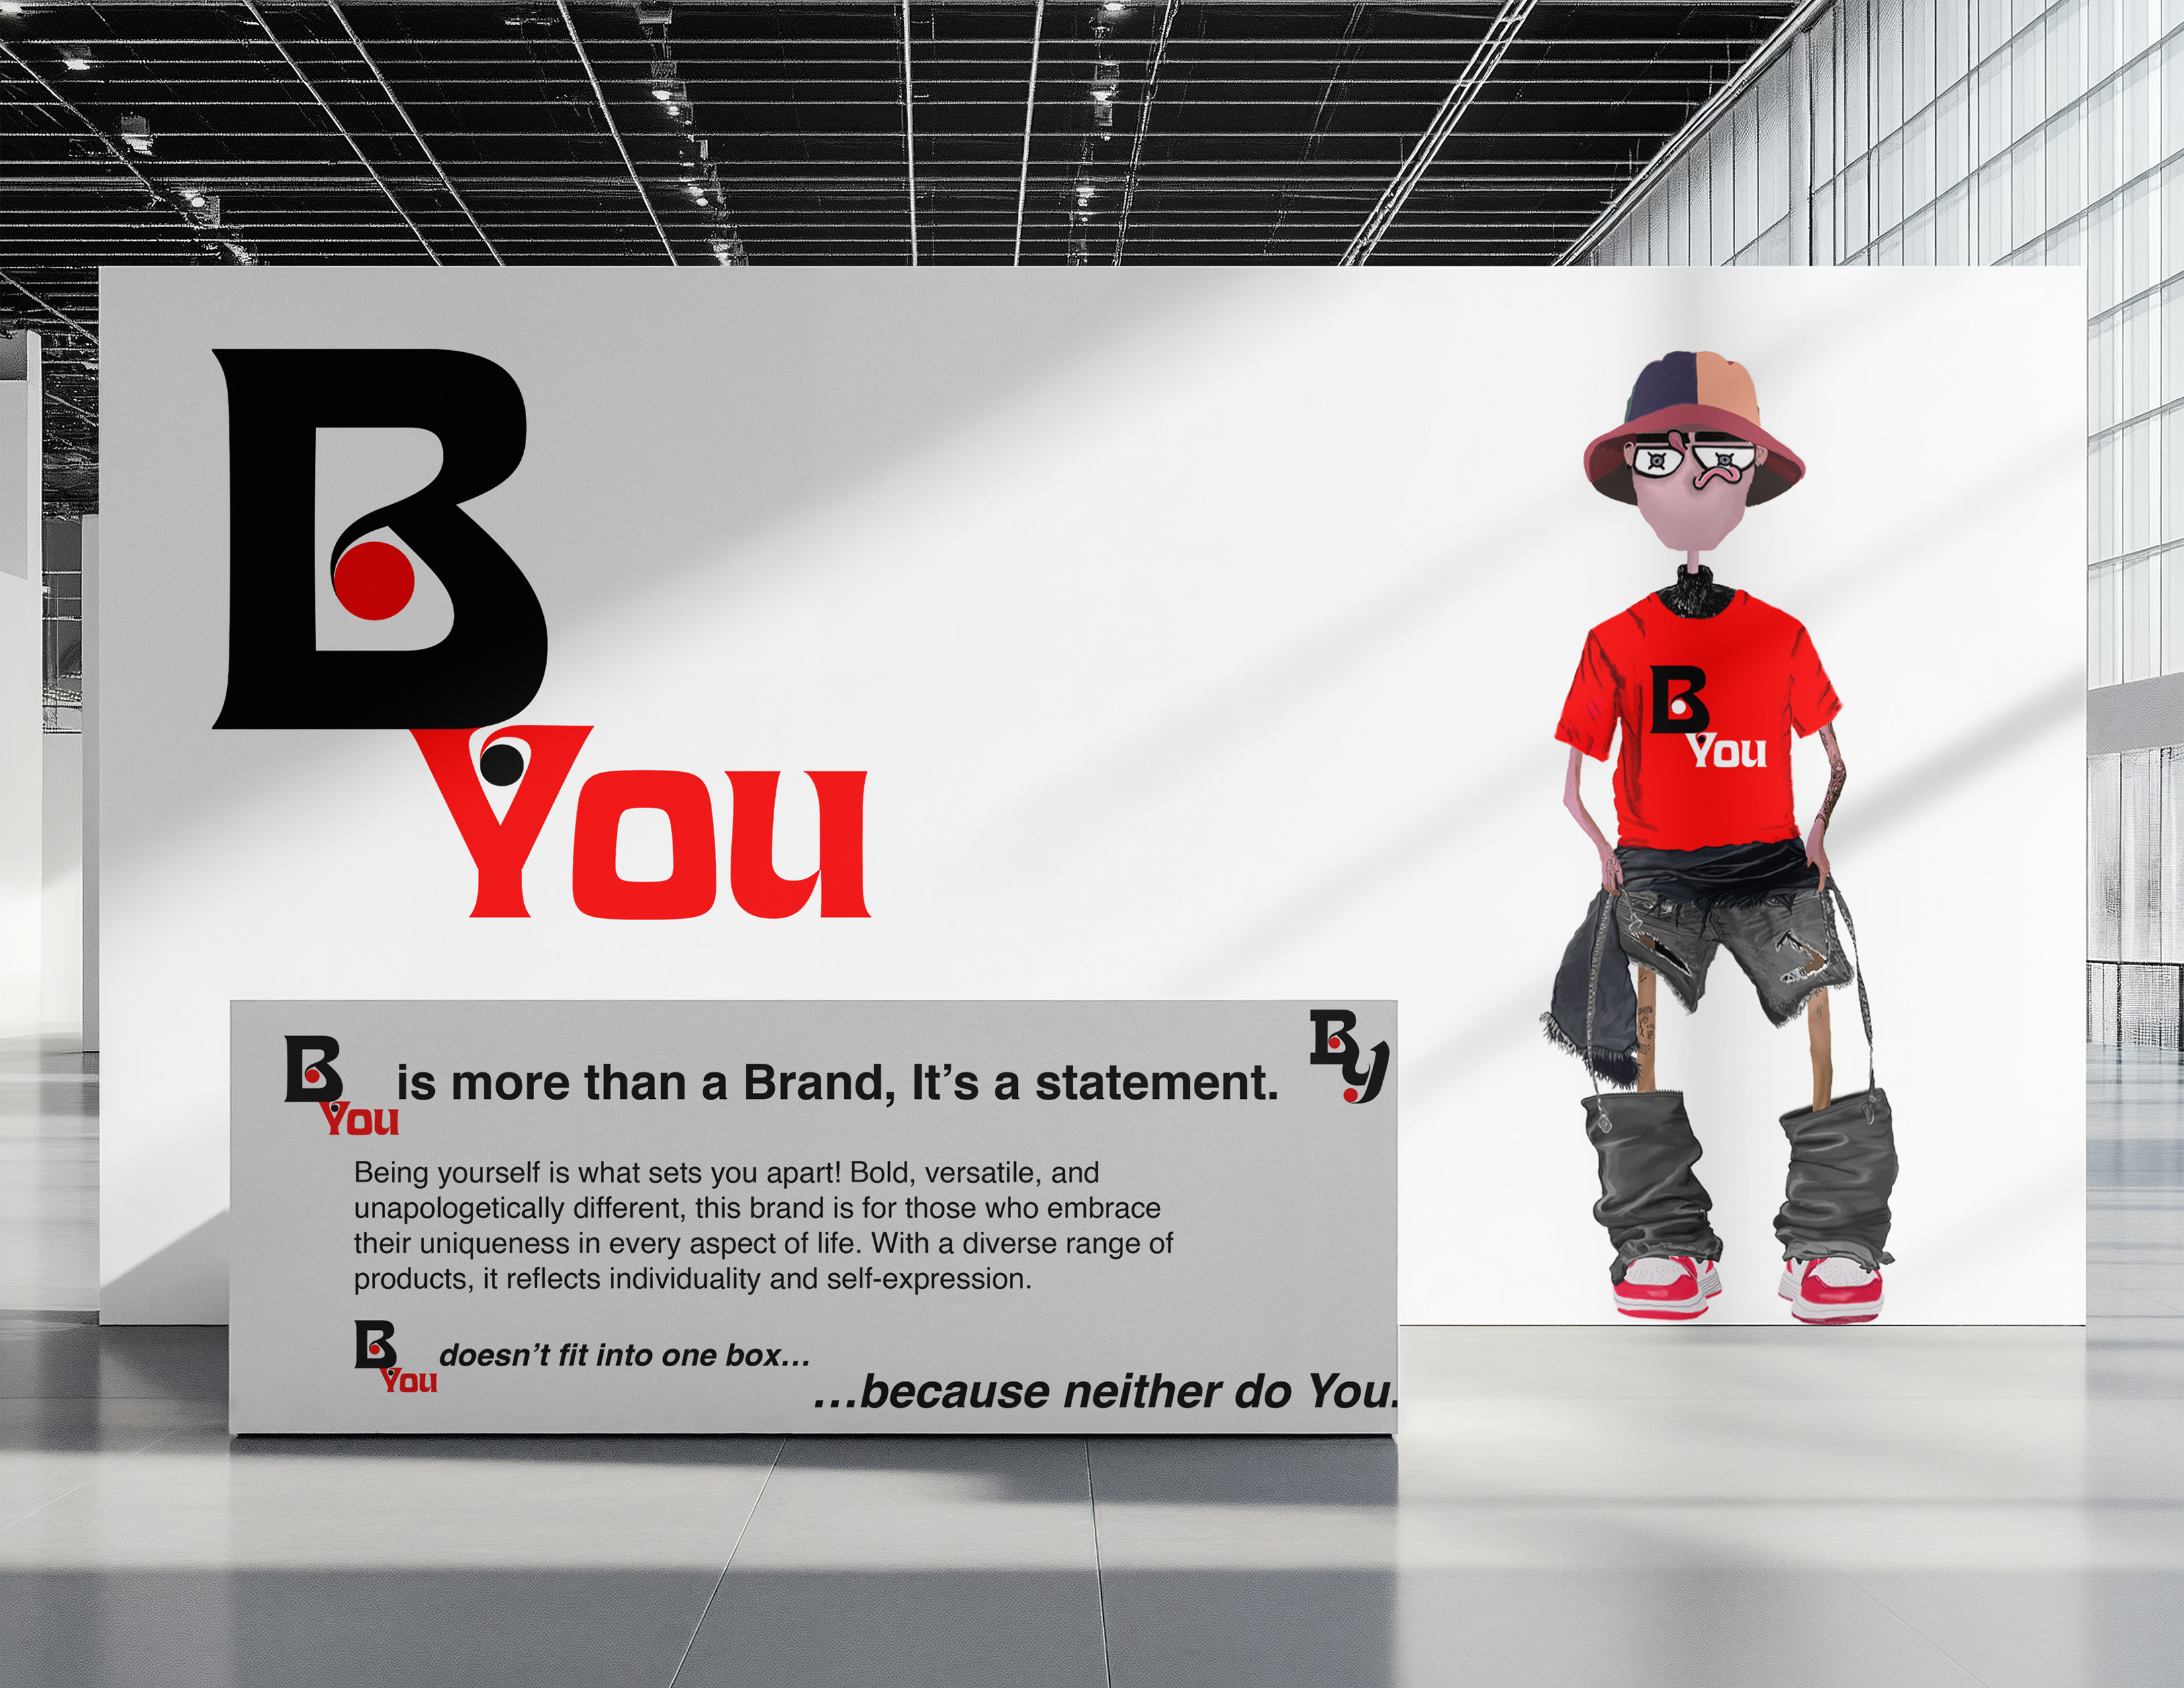 B
You
B
You
B You is more than a Brand, It's a statement. By
Being yourself is what sets you apart! Bold, versatile, and
unapologetically different, this brand is for those who embrace
their uniqueness in every aspect of life. With a diverse range of
products, it reflects individuality and self-expression.
B You doesn't fit into one box...
...because neither do You.